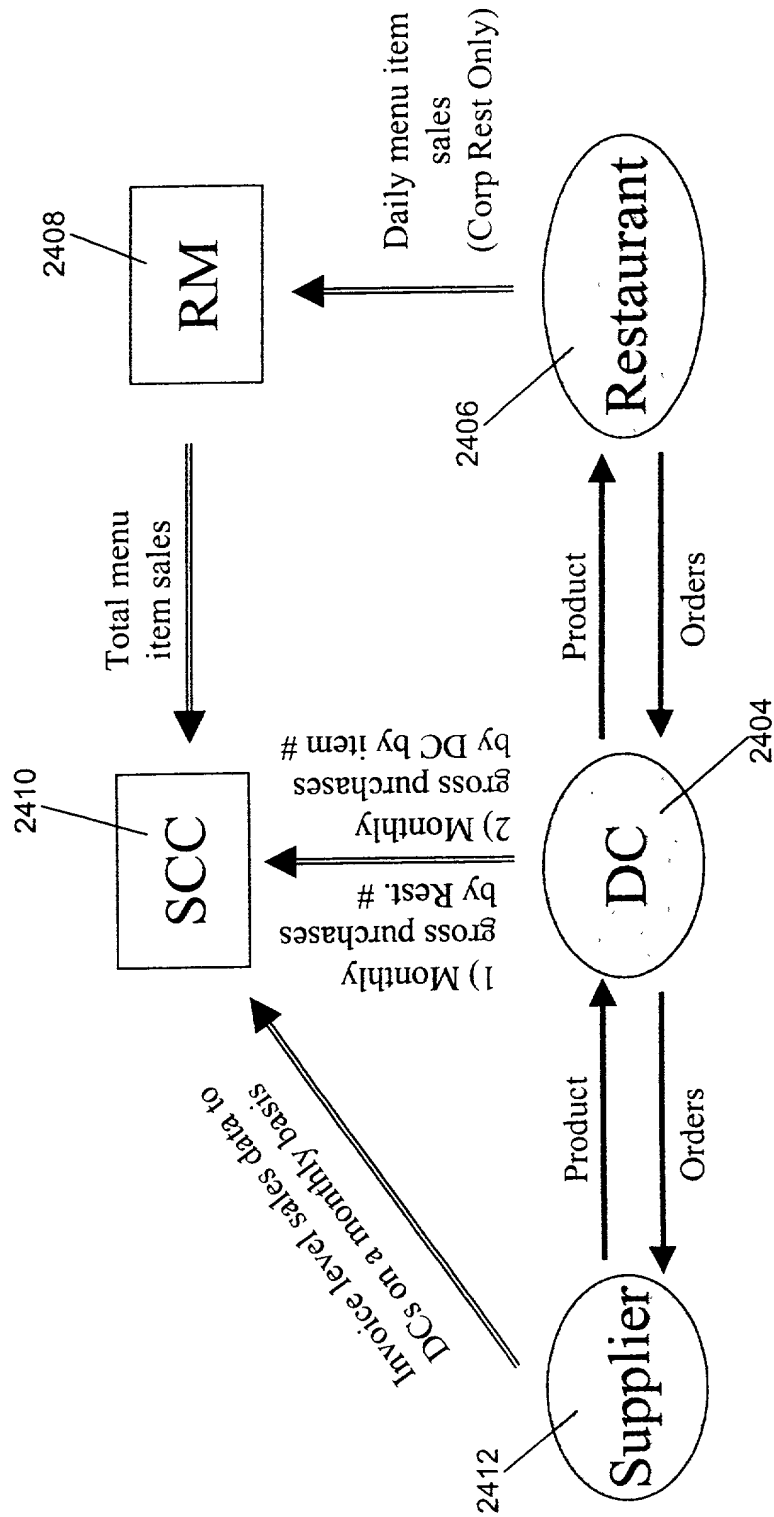 2410
SCC
Total menu
item sales
2408
RM
Invoice level sales data to
DCs on a monthly basis
1) Monthly
gross purchases
by Rest. #
2) Monthly
gross purchases
by DC by item #
Daily menu item
sales
(Corp Rest Only)
2412
Supplier
Product
Orders
DC
2404
Product
Orders
2406
Restaurant